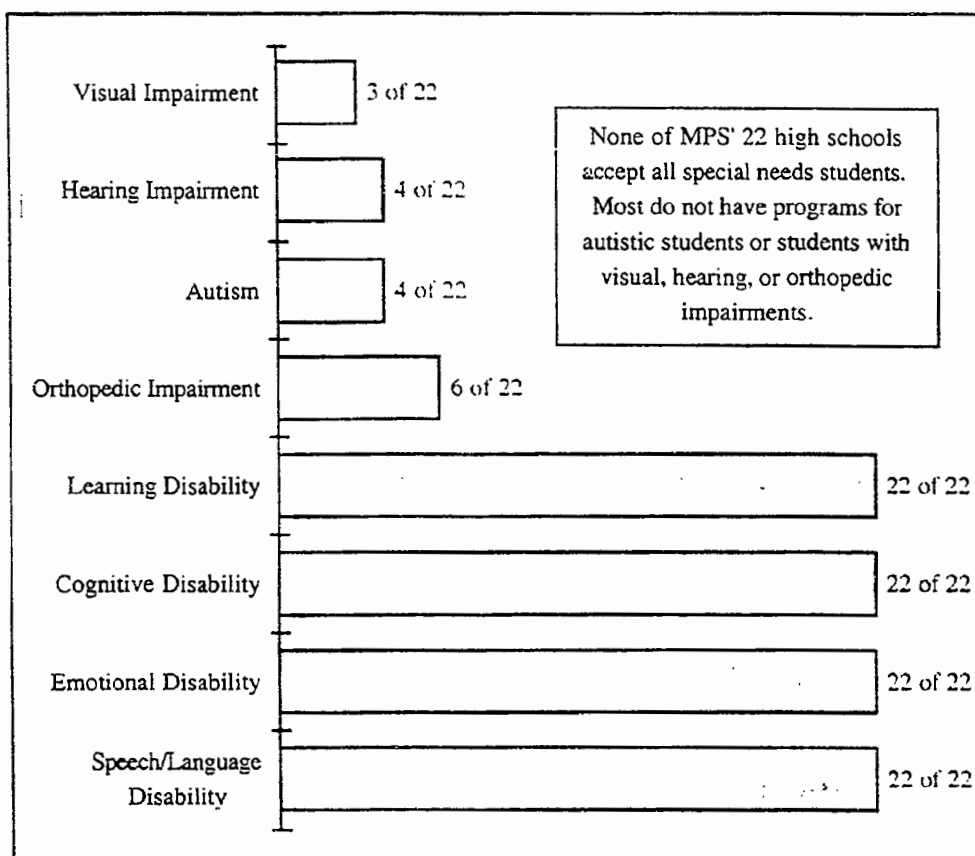 Visual Impairment
3 of 22
None of MPS' 22 high schools
accept all special needs students.
Most do not have programs for
autistic students or students with
visual, hearing, or orthopedic
impairments.
Hearing Impairment
4 of 22
Autism
4 of 22
Orthopedic Impairment
6 of 22
Learning Disability
22 of 22
Cognitive Disability
22 of 22
Emotional Disability
22 of 22
Speech/Language
Disability
22 of 22